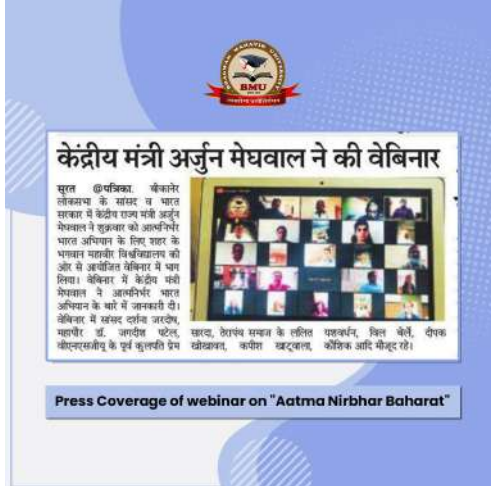 BHAGWAN MAHAVIR UNIVERSITY
BMU
केंद्रीय मंत्री अर्जुन मेघवाल ने की वेबिनार
सूरत @पत्रिका. बीकानेर
लोकसभा के सांसद व भारत
सरकार में केंद्रीय राज्य मंत्री अर्जुन
मेघवाल ने शुक्रवार को आत्मनिर्भर
भारत अभियान के लिए शहर के
भगवान महावीर विश्वविद्यालय की
ओर से आयोजित वेबिनार में भाग
लिया। वेबिनार में केंद्रीय मंत्री
मेघवाल ने आत्मनिर्भर भारत
अभियान के बारे में जानकारी दी।
वेबिनार में सांसद दर्शना जरदोष,
महापौर डॉ. जगदीश पटेल,
वीएनएसजीयू के पूर्व कुलपति प्रेम
सारदा, तेरापंथ समाज के ललित
खोखावत, कपीश खाटूवाला,
यशवर्धन, विल बेर्ले, दीपक
कौशिक आदि मौजूद रहे।
Press Coverage of webinar on "Aatma Nirbhar Baharat"